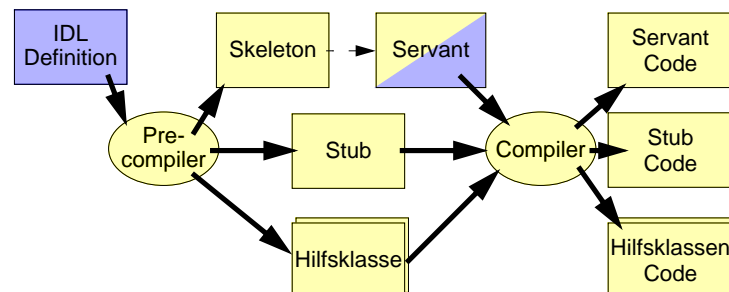 IDL
Definition
Skeleton
Servant
Servant
Code
Pre-
compiler
Stub
Compiler
Stub
Code
Hilfsklasse
Hilfsklassen
Code